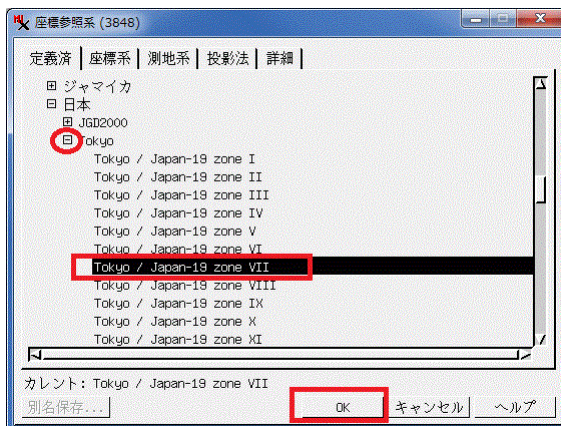 座標参照系 (3848)
定義済 座標系 測地系 投影法 詳細
ジャマイカ
日本
JGD2000
Tokyo
Tokyo / Japan-19 zone I
Tokyo / Japan-19 zone II
Tokyo / Japan-19 zone III
Tokyo / Japan-19 zone IV
Tokyo / Japan-19 zone V
Tokyo / Japan-19 zone VI
Tokyo / Japan-19 zone VII
Tokyo / Japan-19 zone VIII
Tokyo / Japan-19 zone IX
Tokyo / Japan-19 zone X
Tokyo / Japan-19 zone XI
カレント: Tokyo / Japan-19 zone VII
別名保存... OK キャンセル ヘルプ